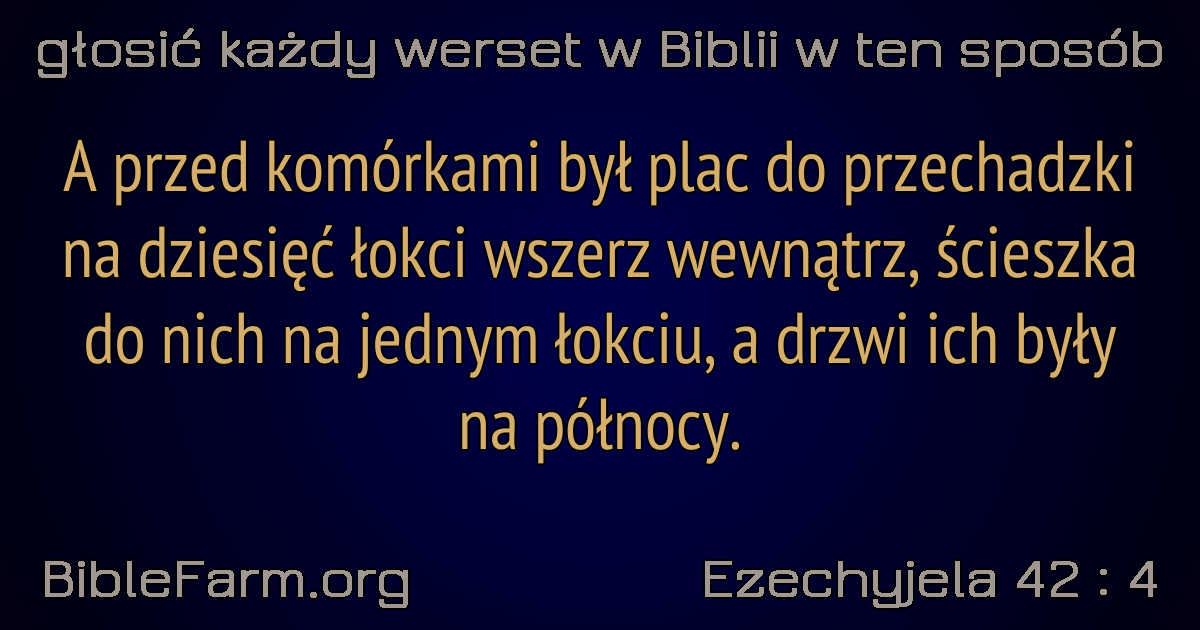 głosić każdy werset w Biblii w ten sposób
A przed komórkami był plac do przechadzki
na dziesięć łokci wszerz wewnątrz, ścieszka
do nich na jednym łokciu, a drzwi ich były
na północy.
BibleFarm.org
Ezechyjela 42 : 4